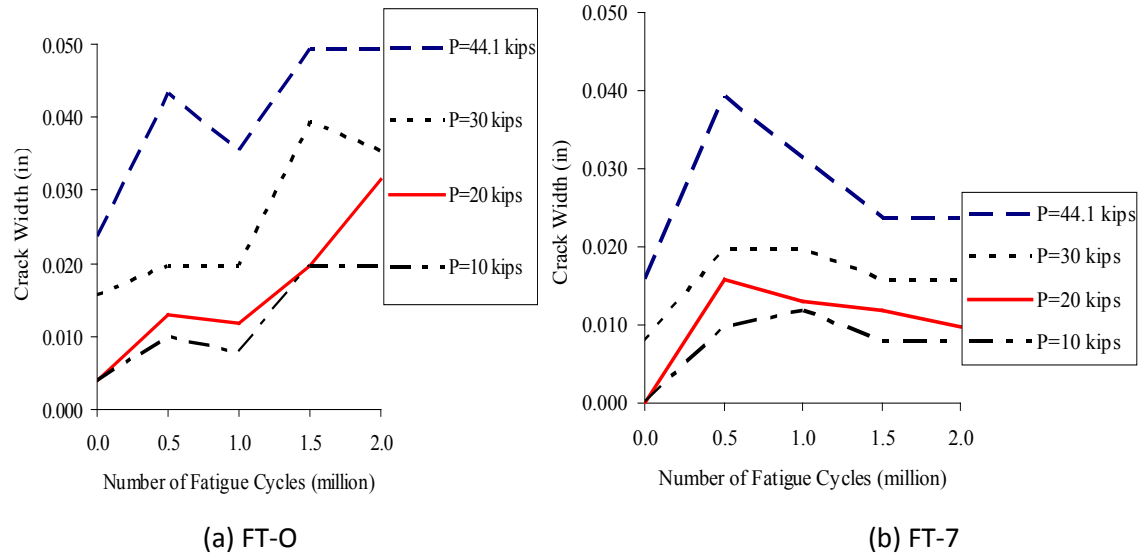 0.050
0.040
0.030
0.020
0.010
0.000
Crack Width (in)
0.0 0.5 1.0 1.5 2.0
Number of Fatigue Cycles (million)
P=44.1 kips
P=30 kips
P=20 kips
P=10 kips
(a) FT-O
0.050
0.040
0.030
0.020
0.010
0.000
Crack Width (in)
0.0 0.5 1.0 1.5 2.0
Number of Fatigue Cycles (million)
P=44.1 kips
P=30 kips
P=20 kips
P=10 kips
(b) FT-7